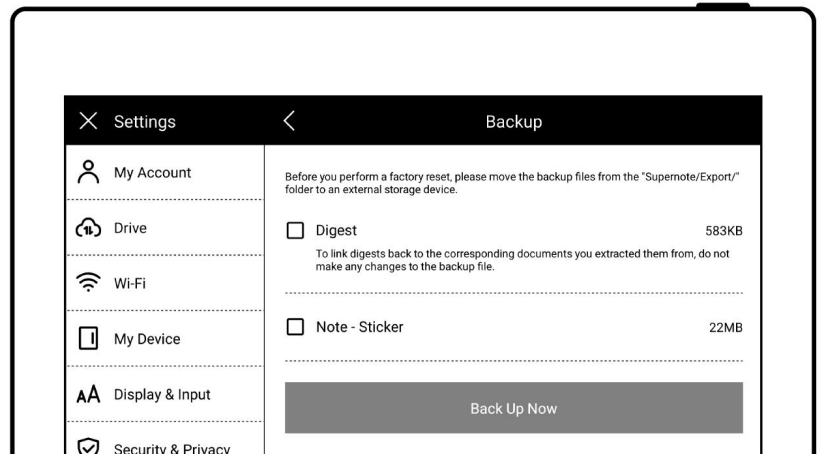 Settings
Backup
My Account
Drive
Wi-Fi
My Device
Display & Input
Security & Privacy
Before you perform a factory reset, please move the backup files from the "Supernote/Export/"
folder to an external storage device.
Digest 583KB
To link digests back to the corresponding documents you extracted them from, do not
make any changes to the backup file.
Note - Sticker 22MB
Back Up Now